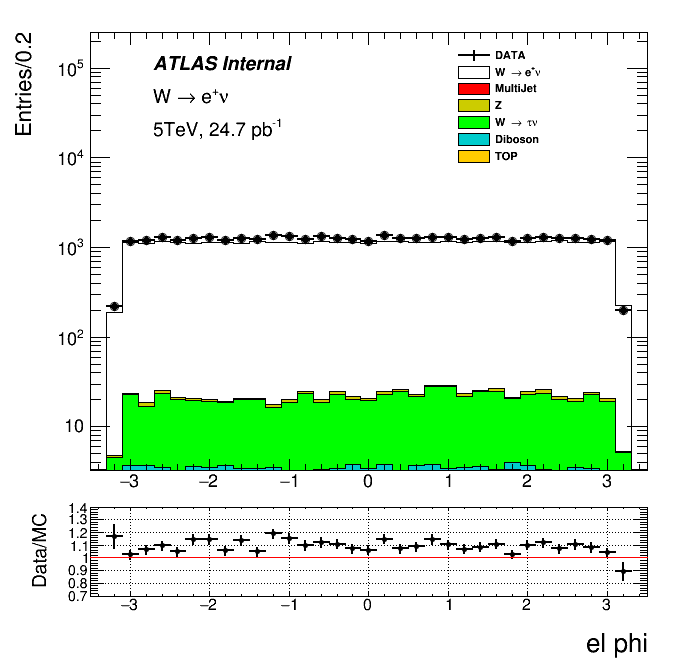 Entries/0.2
10⁵
10⁴
10³
10²
10
ATLAS Internal
W → e⁺ν
5TeV, 24.7 pb⁻¹
DATA
W → e⁺ν
MultiJet
Z
W → τν
Diboson
TOP
−3 −2 −1 0 1 2 3
Data/MC
1.4
1.3
1.2
1.1
1
0.9
0.8
0.7
−3 −2 −1 0 1 2 3
el phi